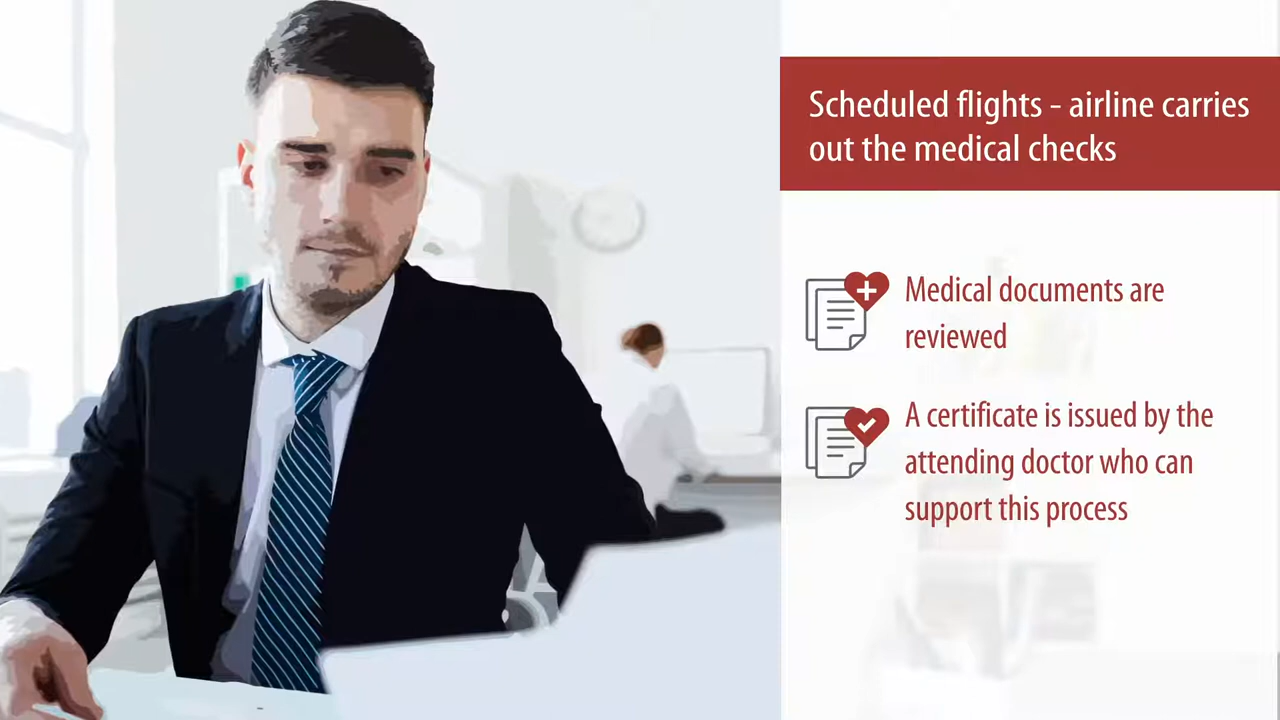 Scheduled flights - airline carries
out the medical checks
Medical documents are
reviewed
A certificate is issued by the
attending doctor who can
support this process